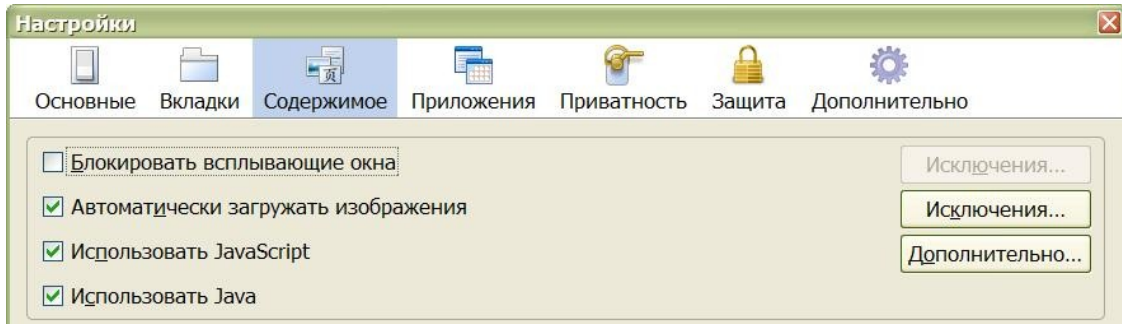 Настройки
页
Основные Вкладки Содержимое Приложения Приватность Защита Дополнительно
Блокировать всплывающие окна Исключения...
Автоматически загружать изображения Исключения...
Использовать JavaScript Дополнительно...
Использовать Java